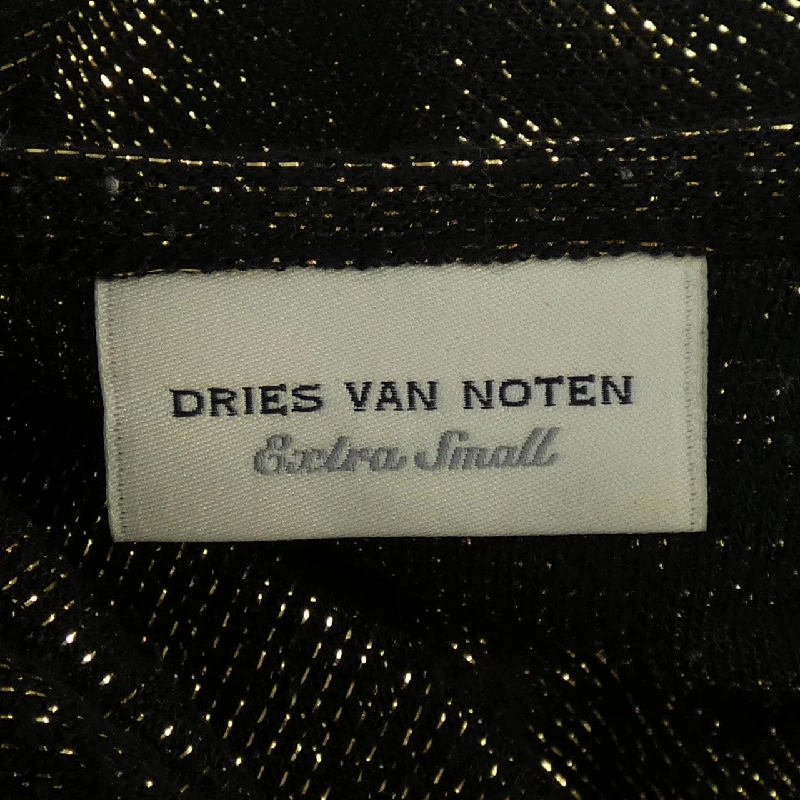 DRIES VAN NOTEN
Extra Small